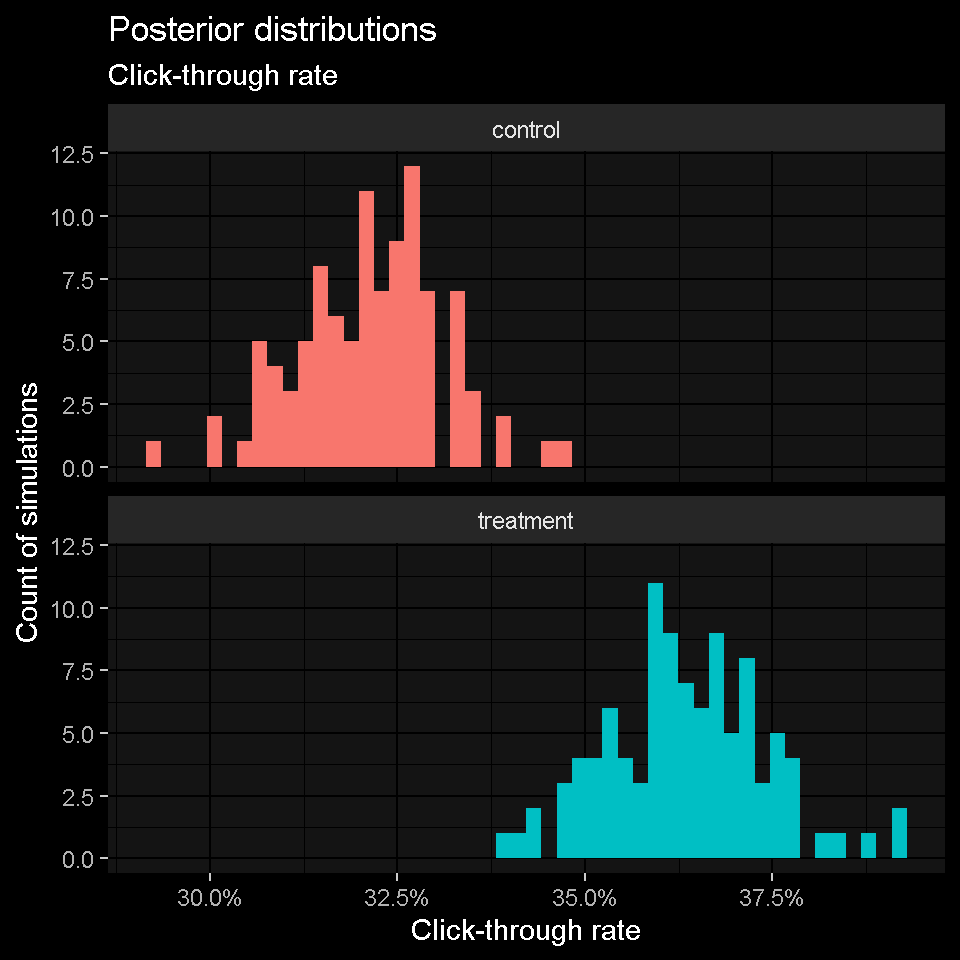 Posterior distributions
Click-through rate
control
12.5
10.0
7.5
5.0
2.5
0.0
Count of simulations
treatment
12.5
10.0
7.5
5.0
2.5
0.0
30.0% 32.5% 35.0% 37.5%
Click-through rate